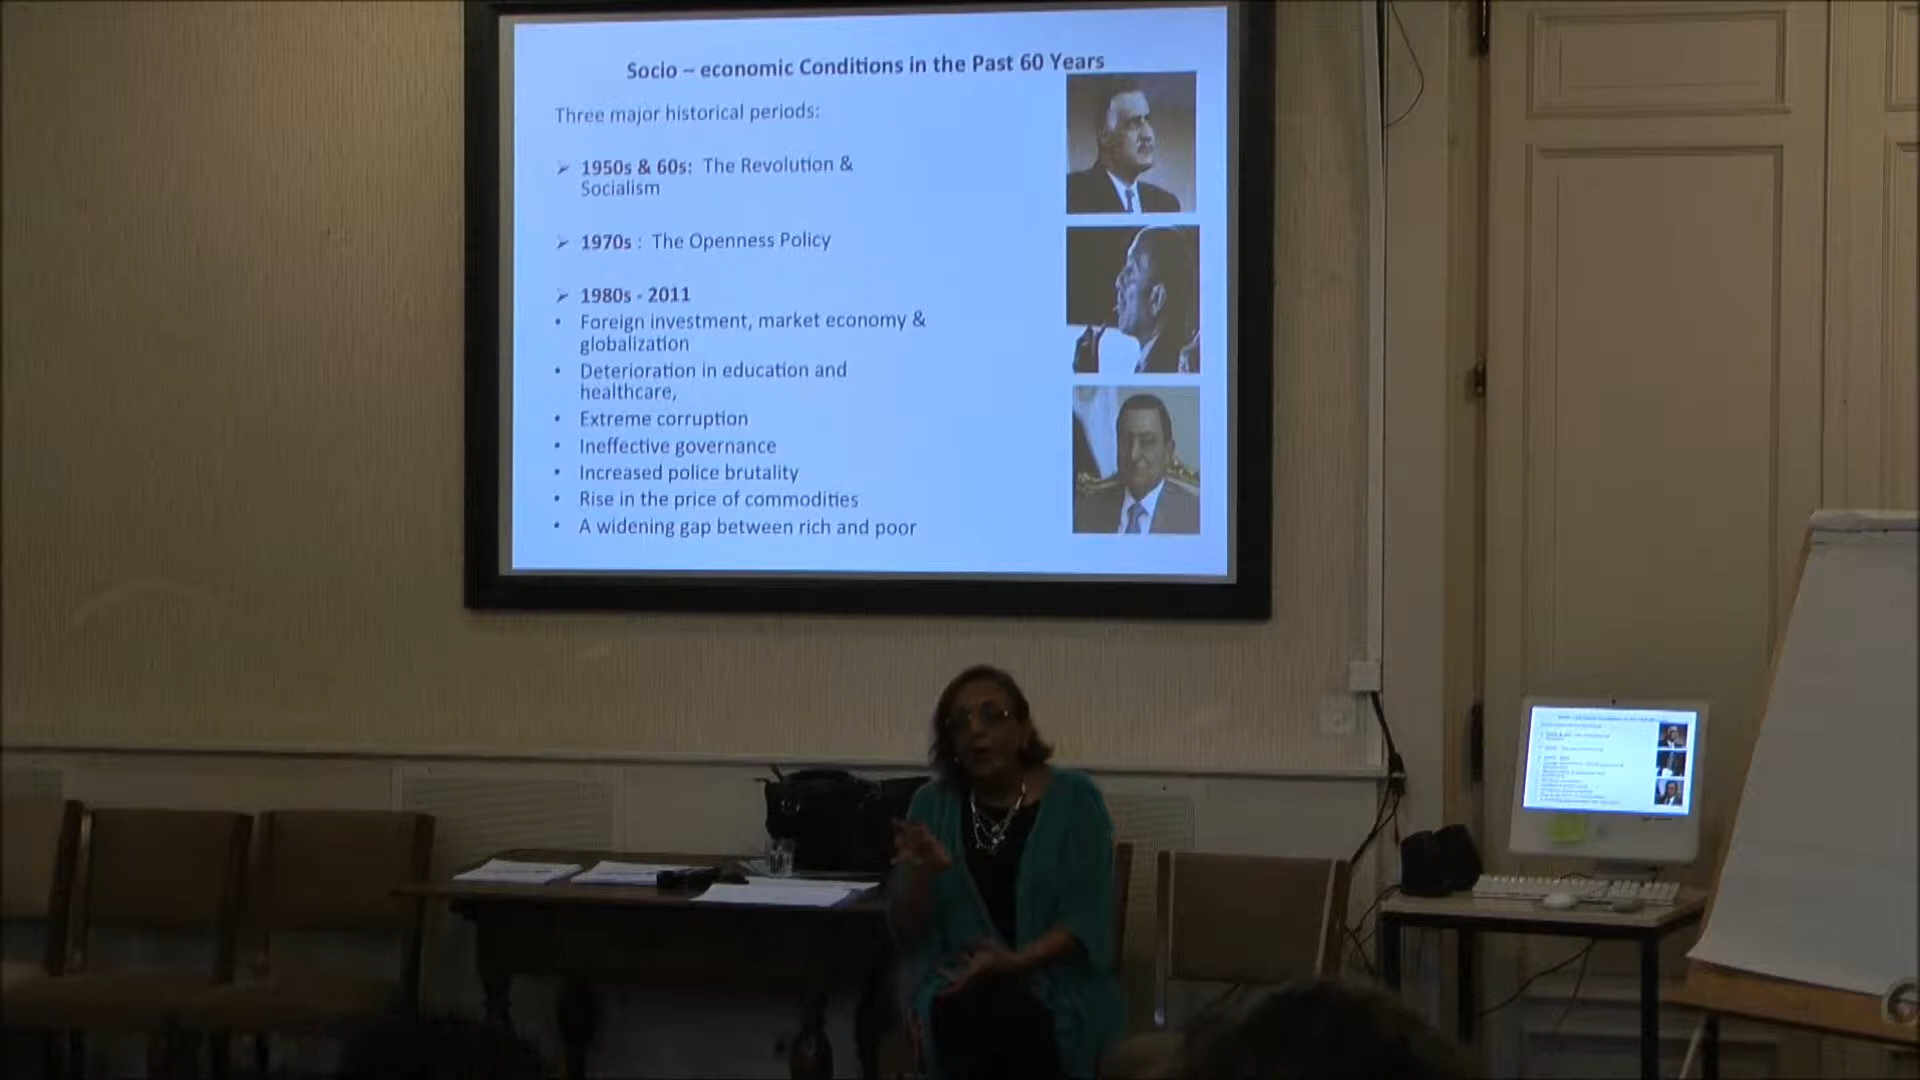 Socio – economic Conditions in the Past 60 Years
Three major historical periods:
➢ 1950s & 60s: The Revolution &
Socialism
➢ 1970s : The Openness Policy
➢ 1980s - 2011
• Foreign investment, market economy &
globalization
• Deterioration in education and
healthcare,
• Extreme corruption
• Ineffective governance
• Increased police brutality
• Rise in the price of commodities
• A widening gap between rich and poor